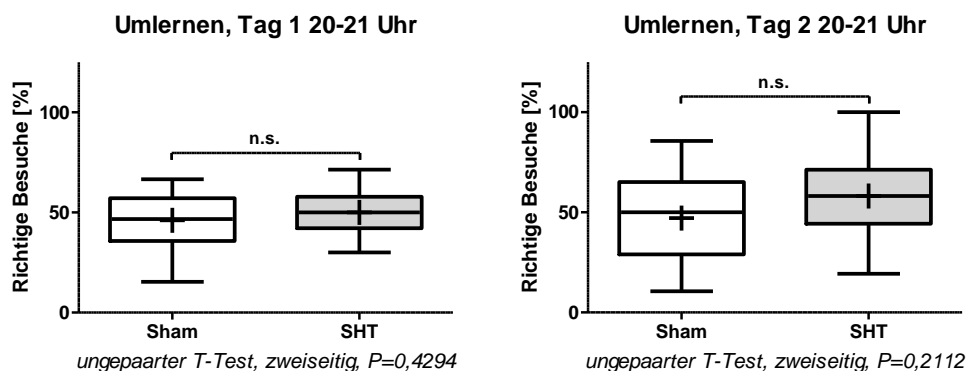 Umlernen, Tag 1 20-21 Uhr
Richtige Besuche [%]
100
50
0
n.s.
Sham
SHT
ungepaarter T-Test, zweiseitig, P=0,4294
Umlernen, Tag 2 20-21 Uhr
Richtige Besuche [%]
100
50
0
n.s.
Sham
SHT
ungepaarter T-Test, zweiseitig, P=0,2112